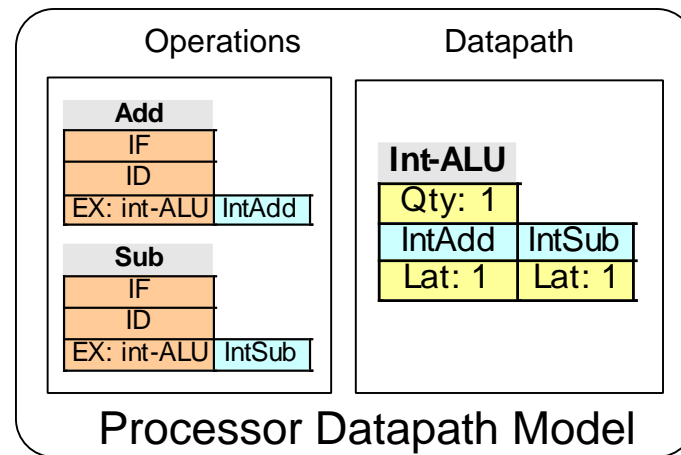 Operations
Datapath
Add
IF
ID
EX: int-ALU IntAdd
Sub
IF
ID
EX: int-ALU IntSub
Int-ALU
Qty: 1
IntAdd IntSub
Lat: 1 Lat: 1
Processor Datapath Model